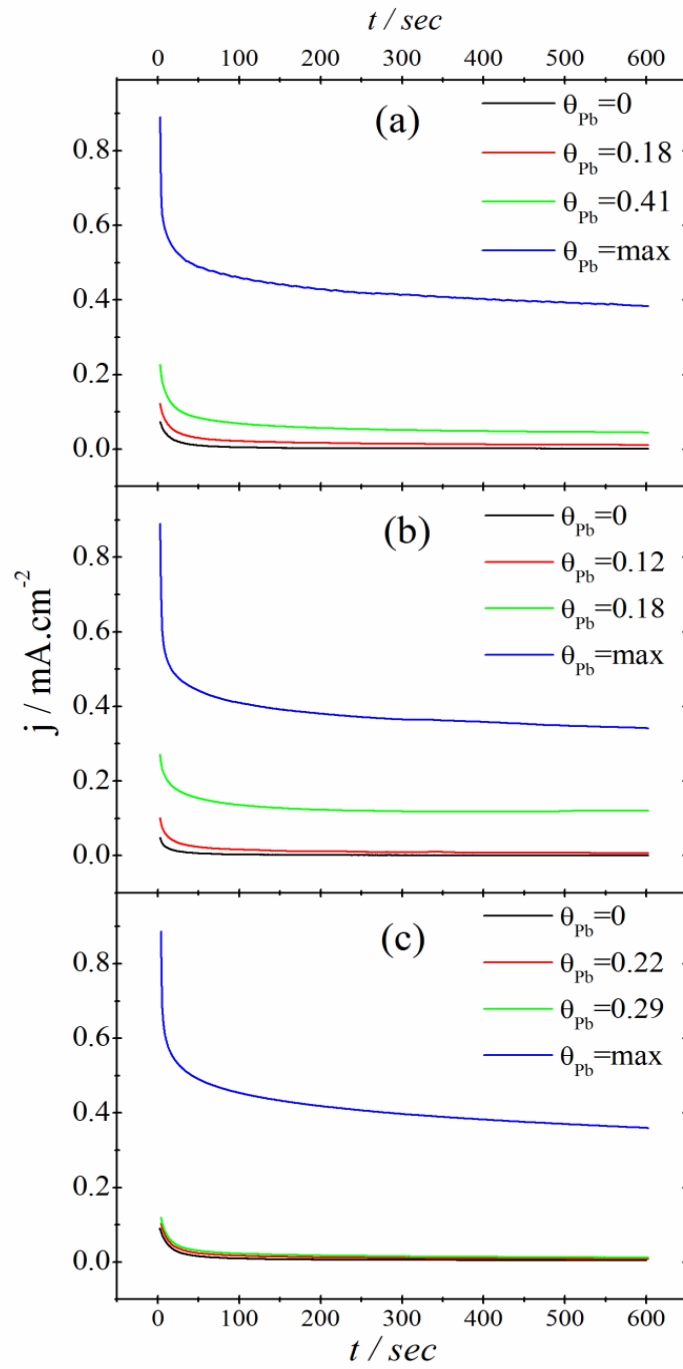 t / sec
0 100 200 300 400 500 600
(a)
θPb=0
θPb=0.18
θPb=0.41
θPb=max
0.8
0.6
0.4
0.2
0.0
(b)
θPb=0
θPb=0.12
θPb=0.18
θPb=max
0.8
0.6
0.4
0.2
0.0
j / mA.cm-2
(c)
θPb=0
θPb=0.22
θPb=0.29
θPb=max
0.8
0.6
0.4
0.2
0.0
0 100 200 300 400 500 600
t / sec